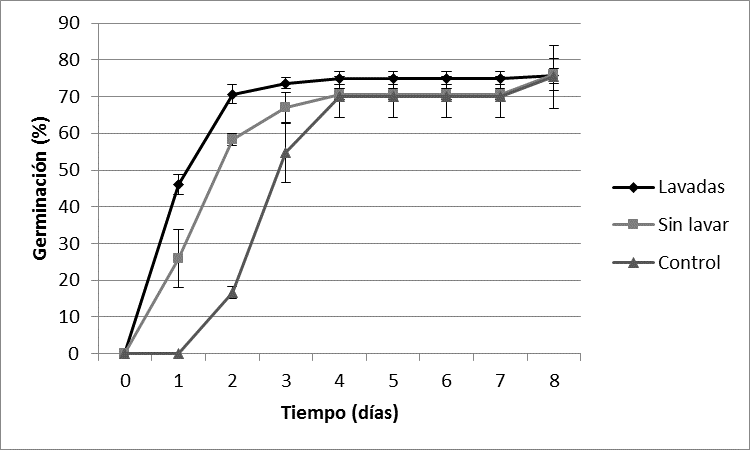 90
80
70
60
50
40
30
20
10
0
Germinación (%)
0 1 2 3 4 5 6 7 8
Tiempo (días)
Lavadas
Sin lavar
Control